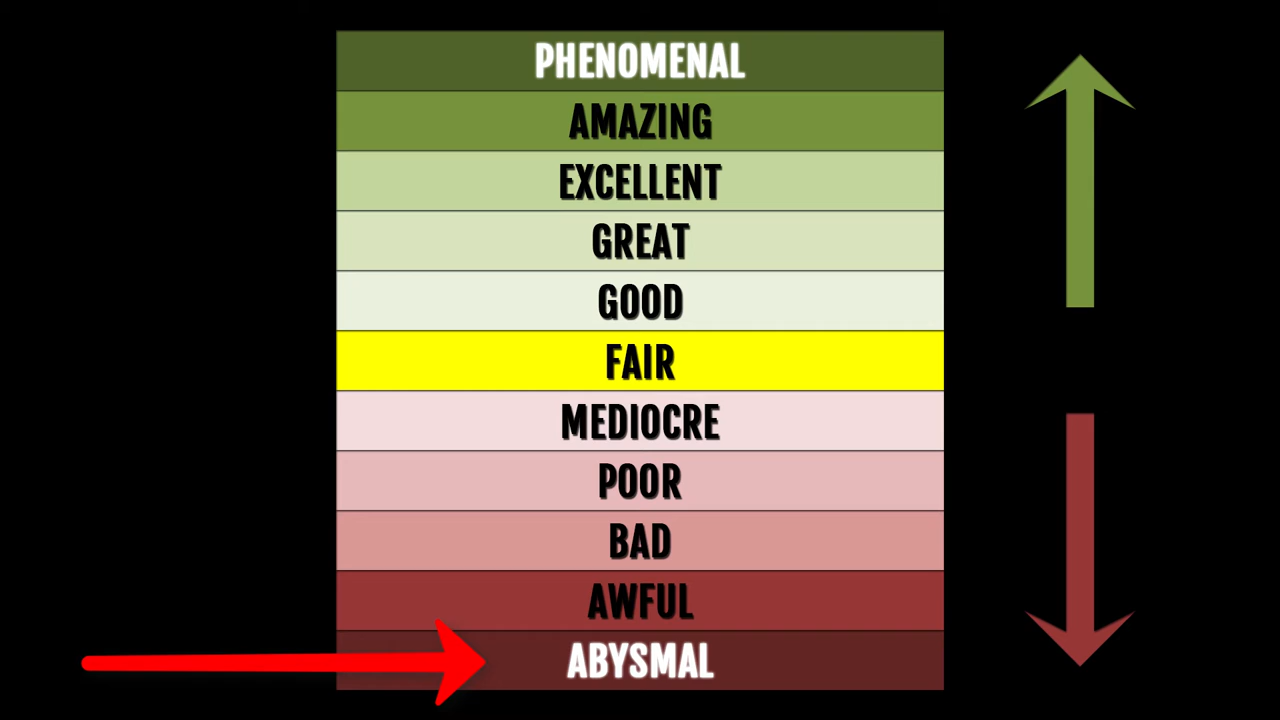 PHENOMENAL
AMAZING
EXCELLENT
GREAT
GOOD
FAIR
MEDIOCRE
POOR
BAD
AWFUL
ABYSMAL